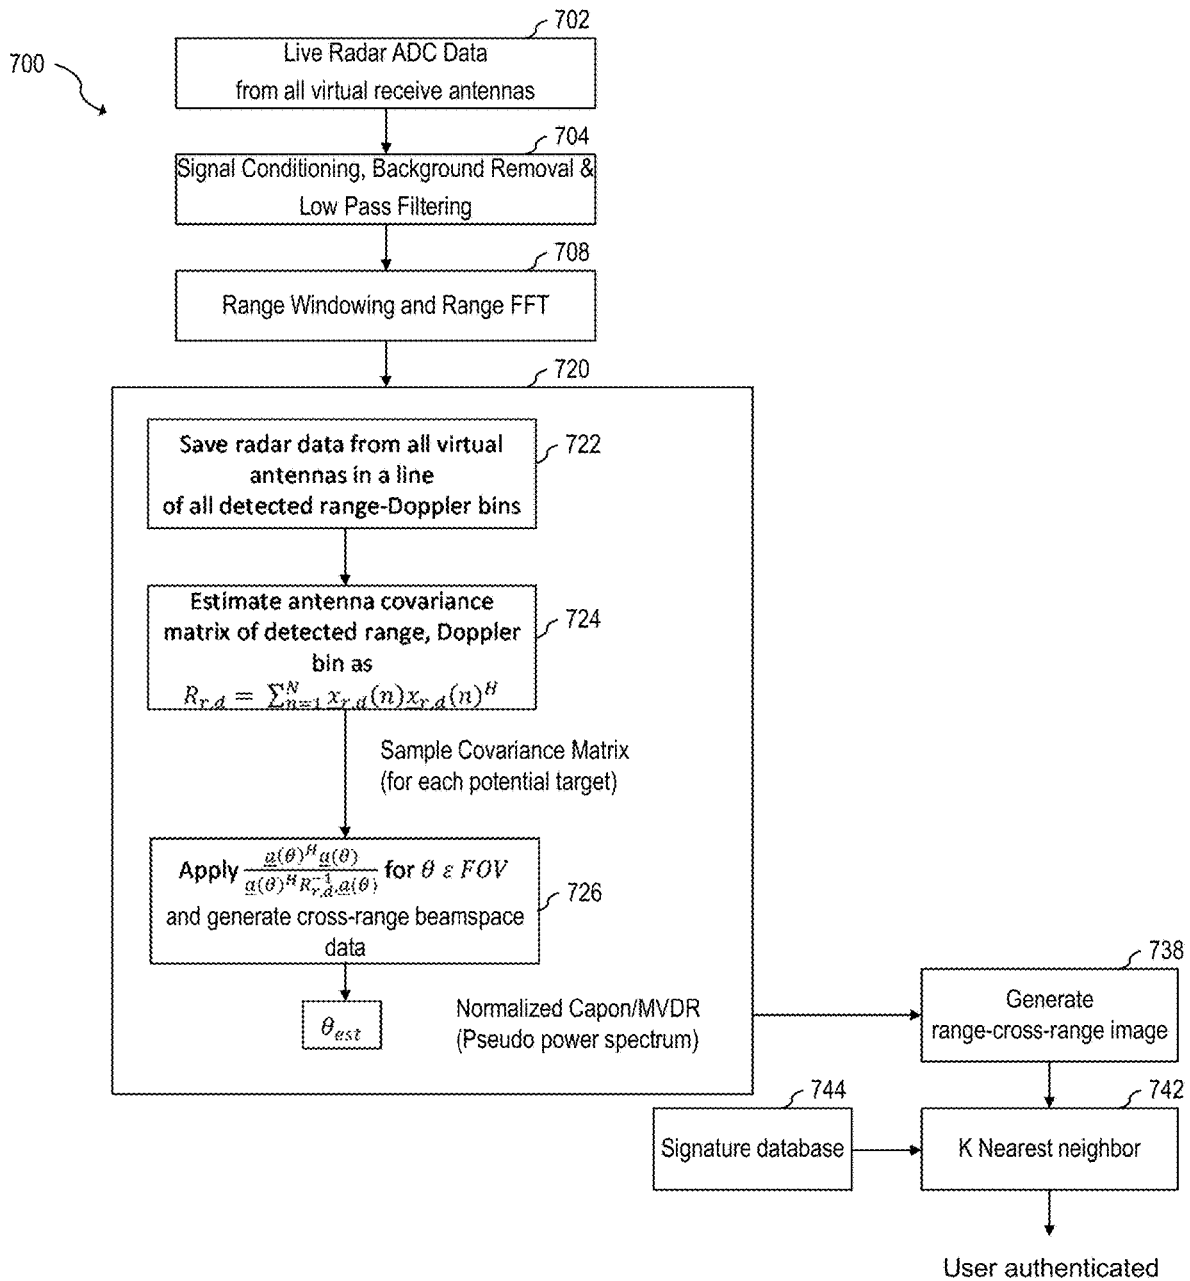 700
702
Live Radar ADC Data
from all virtual receive antennas
704
Signal Conditioning, Background Removal &
Low Pass Filtering
708
Range Windowing and Range FFT
720
722
Save radar data from all virtual
antennas in a line
of all detected range-Doppler bins
724
Estimate antenna covariance
matrix of detected range, Doppler
bin as
R_{r,d} = ∑_{n=1}^{N} x_{r,d}(n)x_{r,d}(n)^H
Sample Covariance Matrix
(for each potential target)
726
Apply \frac{a(θ)^H a(θ)}{a(θ)^H R_{r,d}^{-1} a(θ)} for θ ε FOV
and generate cross-range beamspace
data
θ_{est}
Normalized Capon/MVDR
(Pseudo power spectrum)
738
Generate
range-cross-range image
744
Signature database
742
K Nearest neighbor
User authenticated